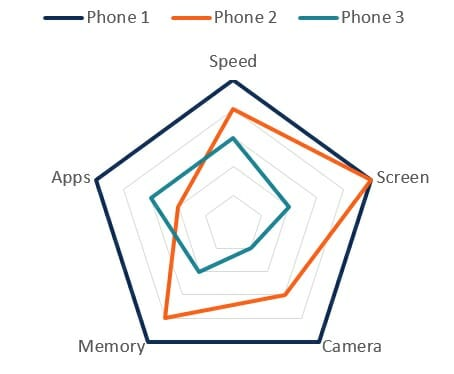 Phone 1 Phone 2 Phone 3
Speed
Apps Screen
Memory Camera